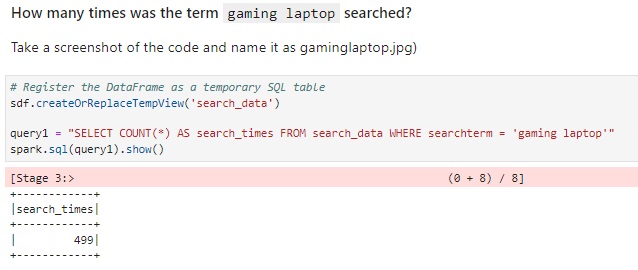 How many times was the term gaming laptop searched?
Take a screenshot of the code and name it as gaminglaptop.jpg)
# Register the DataFrame as a temporary SQL table
sdf.createOrReplaceTempView('search_data')
query1 = "SELECT COUNT(*) AS search_times FROM search_data WHERE searchterm = 'gaming laptop'"
spark.sql(query1).show()
[Stage 3:>                                                          (0 + 8) / 8]
+------------+
|search_times|
+------------+
|         499|
+------------+